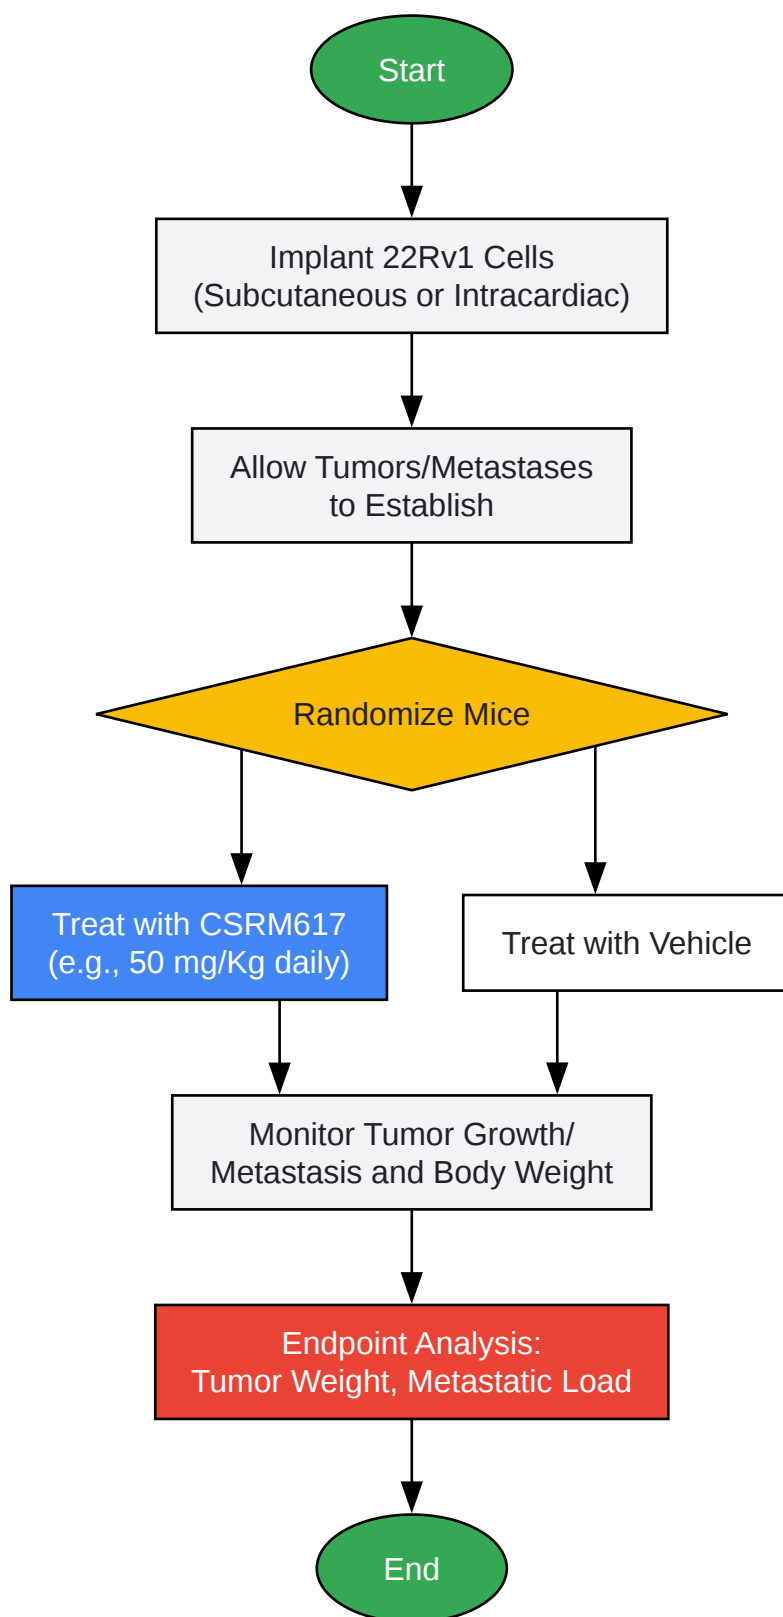 Start
Implant 22Rv1 Cells
(Subcutaneous or Intracardiac)
Allow Tumors/Metastases
to Establish
Randomize Mice
Treat with CSRM617
(e.g., 50 mg/Kg daily)
Treat with Vehicle
Monitor Tumor Growth/
Metastasis and Body Weight
Endpoint Analysis:
Tumor Weight, Metastatic Load
End